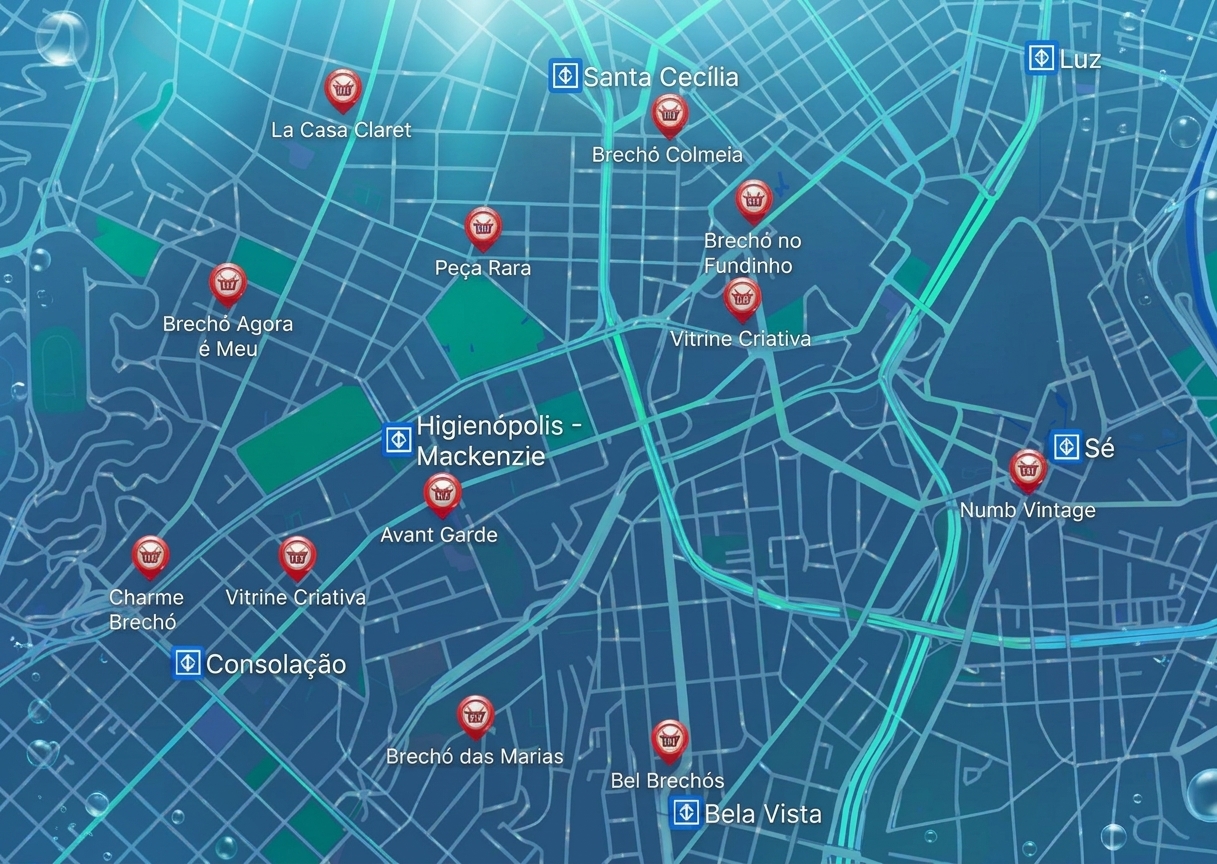 Luz
Santa Cecília
La Casa Claret
Brechó Colmeia
Brechó no
Fundinho
Peça Rara
Brechó Agora
é Meu
Vitrine Criativa
Higienópolis -
Mackenzie
Sé
Numb Vintage
Avant Garde
Charme
Brechó
Vitrine Criativa
Consolação
Brechó das Marias
Bel Brechós
Bela Vista